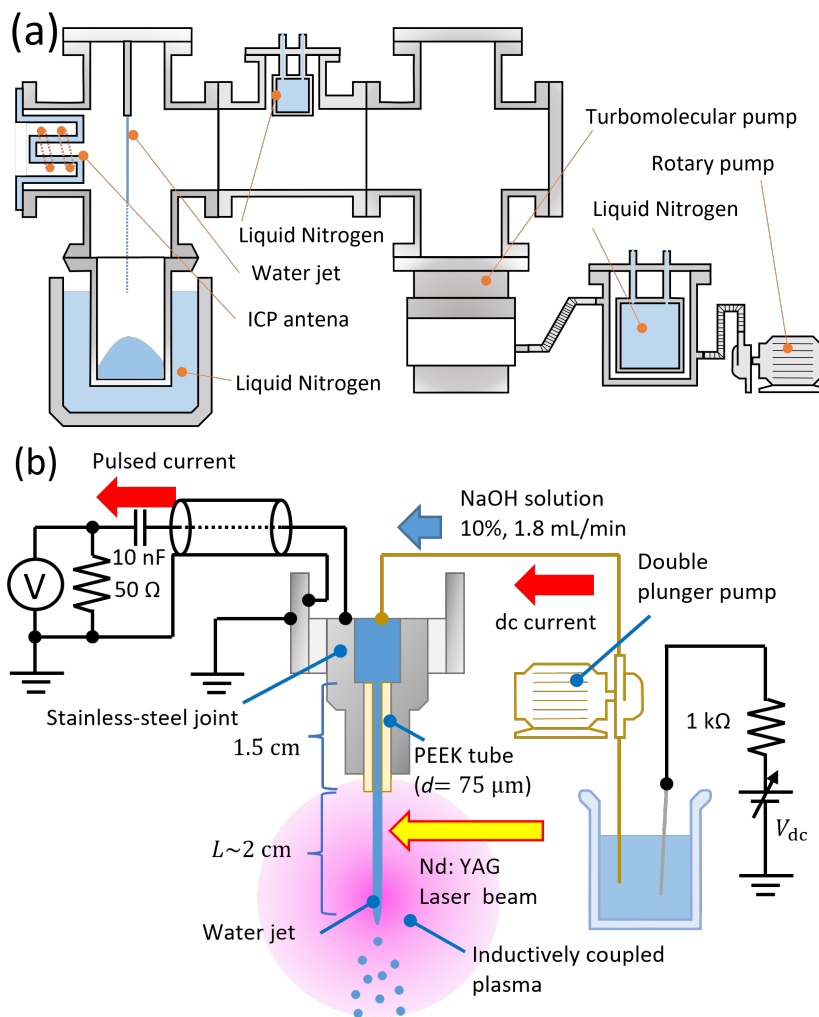 (a)
Turbomolecular pump
Rotary pump
Liquid Nitrogen
Liquid Nitrogen
Water jet
ICP antena
Liquid Nitrogen
(b)
Pulsed current
NaOH solution
10%, 1.8 mL/min
10 nF
50 Ω
V
Double
plunger pump
dc current
Stainless-steel joint
1 kΩ
1.5 cm
PEEK tube
(d= 75 μm)
Vdc
L~2 cm
Nd: YAG
Laser beam
Water jet
Inductively coupled
plasma